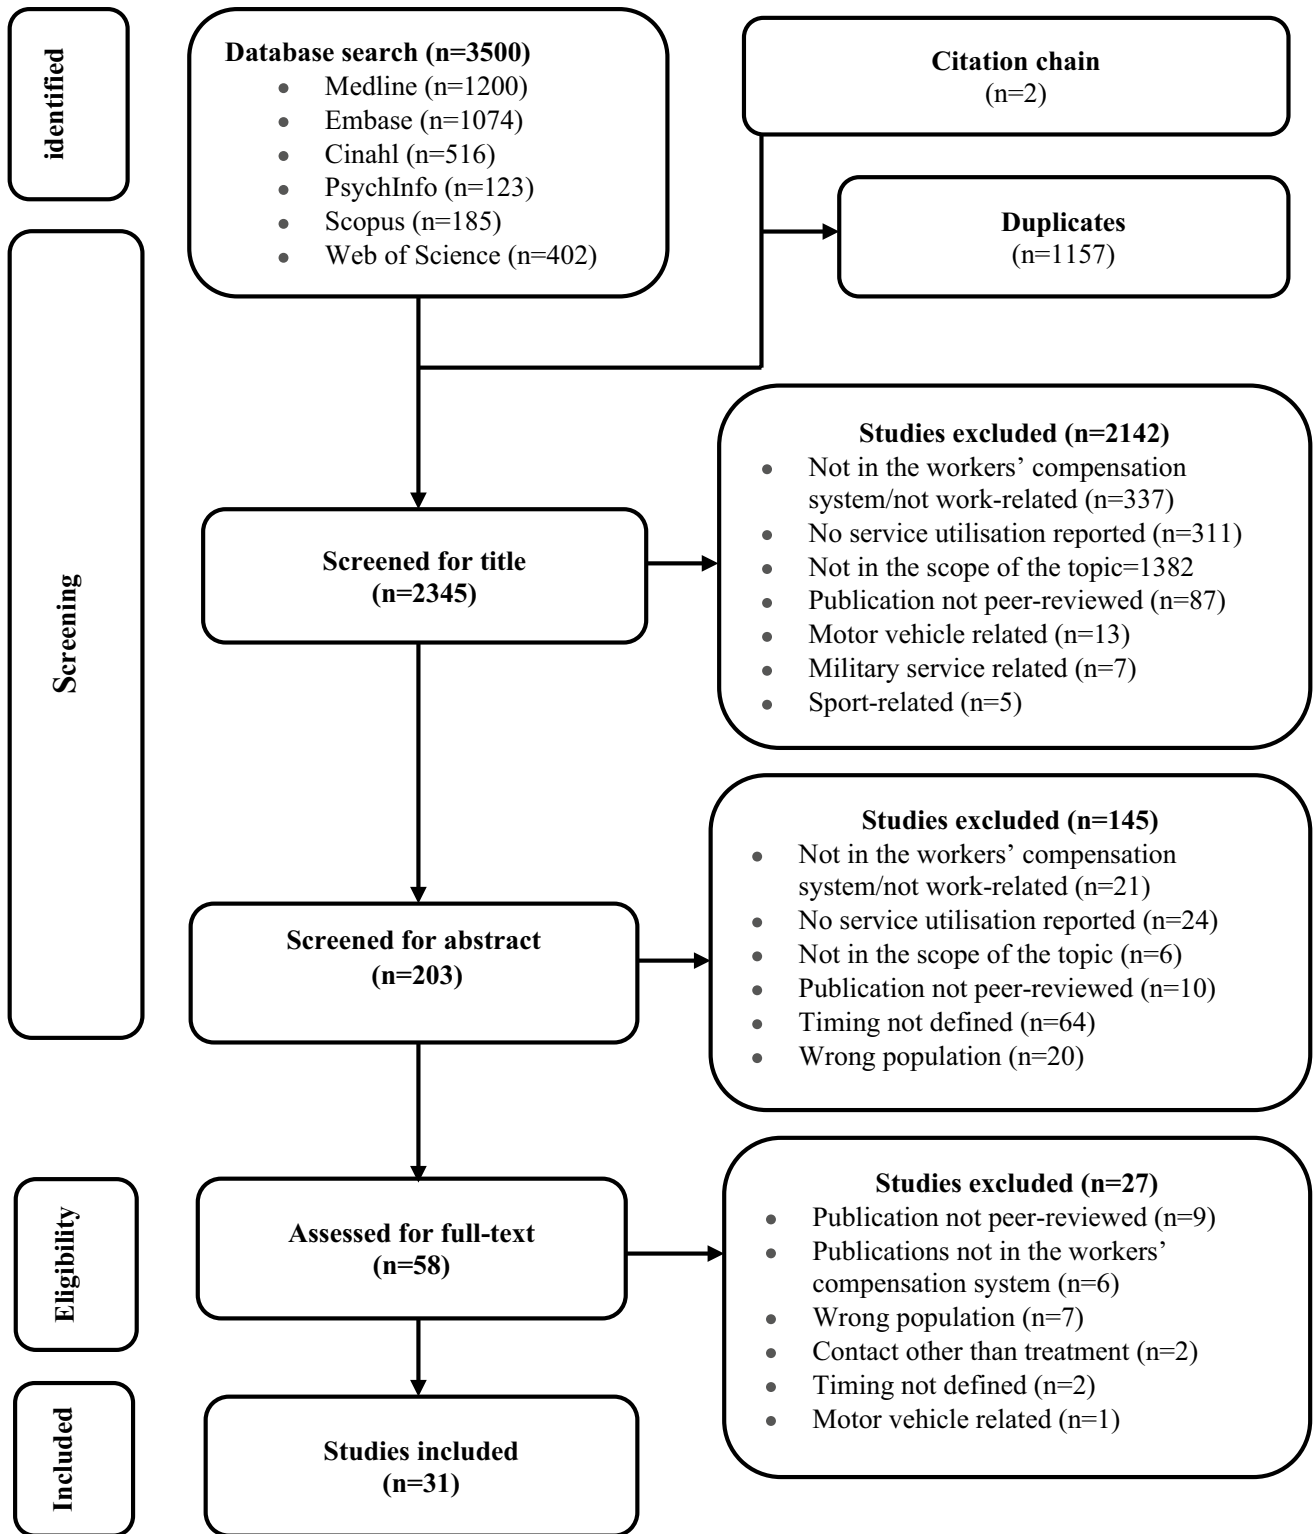 identified
Database search (n=3500)
Medline (n=1200)
Embase (n=1074)
Cinahl (n=516)
PsychInfo (n=123)
Scopus (n=185)
Web of Science (n=402)
Citation chain
(n=2)
Duplicates
(n=1157)
Screening
Screened for title
(n=2345)
Studies excluded (n=2142)
Not in the workers’ compensation
system/not work-related (n=337)
No service utilisation reported (n=311)
Not in the scope of the topic=1382
Publication not peer-reviewed (n=87)
Motor vehicle related (n=13)
Military service related (n=7)
Sport-related (n=5)
Screened for abstract
(n=203)
Studies excluded (n=145)
Not in the workers’ compensation
system/not work-related (n=21)
No service utilisation reported (n=24)
Not in the scope of the topic (n=6)
Publication not peer-reviewed (n=10)
Timing not defined (n=64)
Wrong population (n=20)
Eligibility
Assessed for full-text
(n=58)
Studies excluded (n=27)
Publication not peer-reviewed (n=9)
Publications not in the workers’
compensation system (n=6)
Wrong population (n=7)
Contact other than treatment (n=2)
Timing not defined (n=2)
Motor vehicle related (n=1)
Included
Studies included
(n=31)